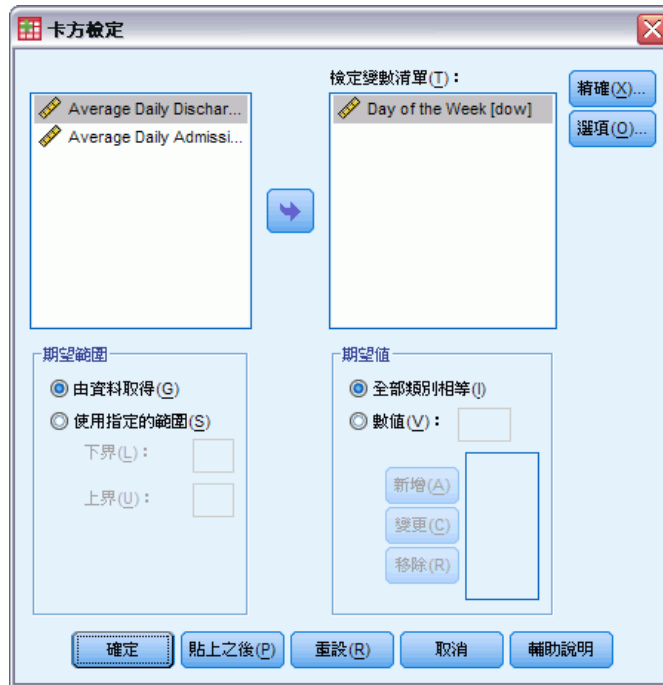 卡方檢定
檢定變數清單(T)：
Average Daily Dischar...
Average Daily Admissi...
Day of the Week [dow]
精確(X)...
選項(O)...
期望範圍
由資料取得(G)
使用指定的範圍(S)
下界(L)：
上界(U)：
期望值
全部類別相等(I)
數值(V)：
新增(A)
變更(C)
移除(R)
確定
貼上之後(P)
重設(R)
取消
輔助說明